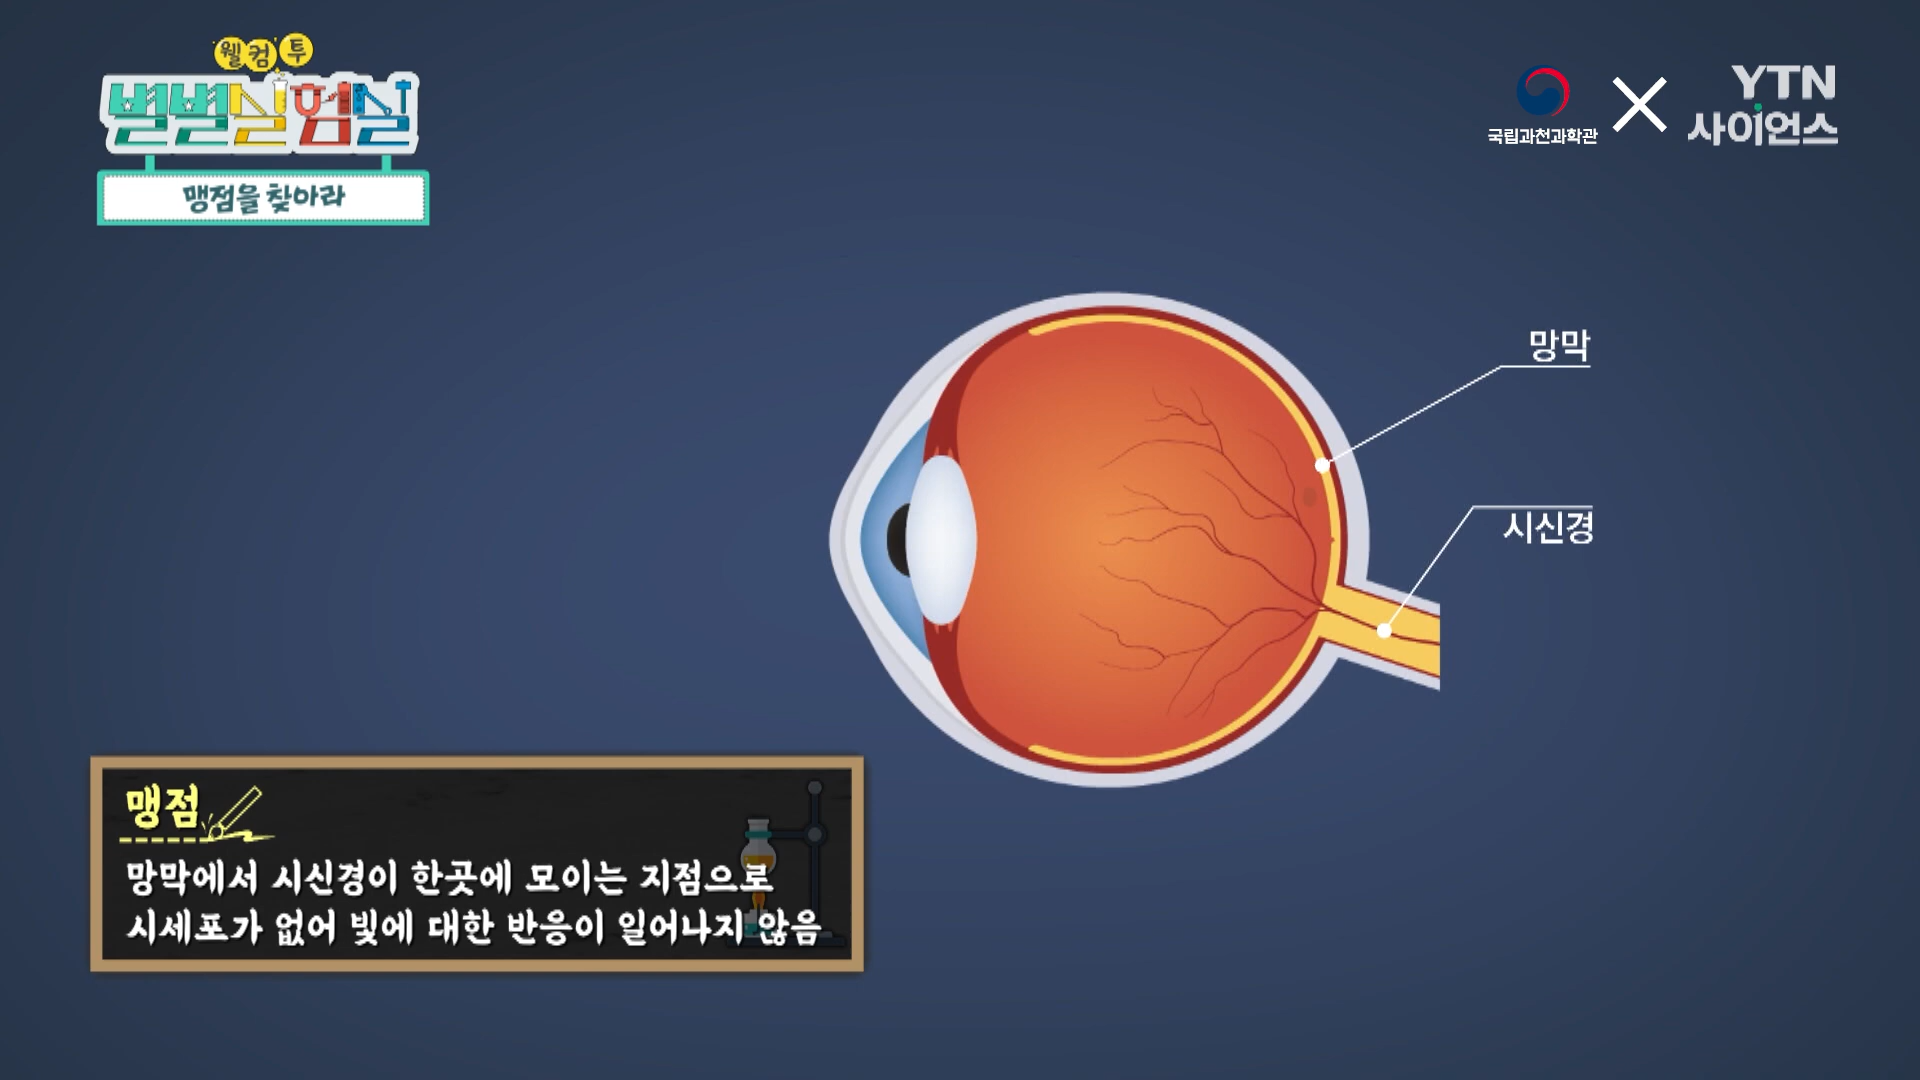 웰컴투
별별실험실
맹점을 찾아라
국립과천과학관
YTN
사이언스
망막
시신경
맹점
망막에서 시신경이 한곳에 모이는 지점으로
시세포가 없어 빛에 대한 반응이 일어나지 않음